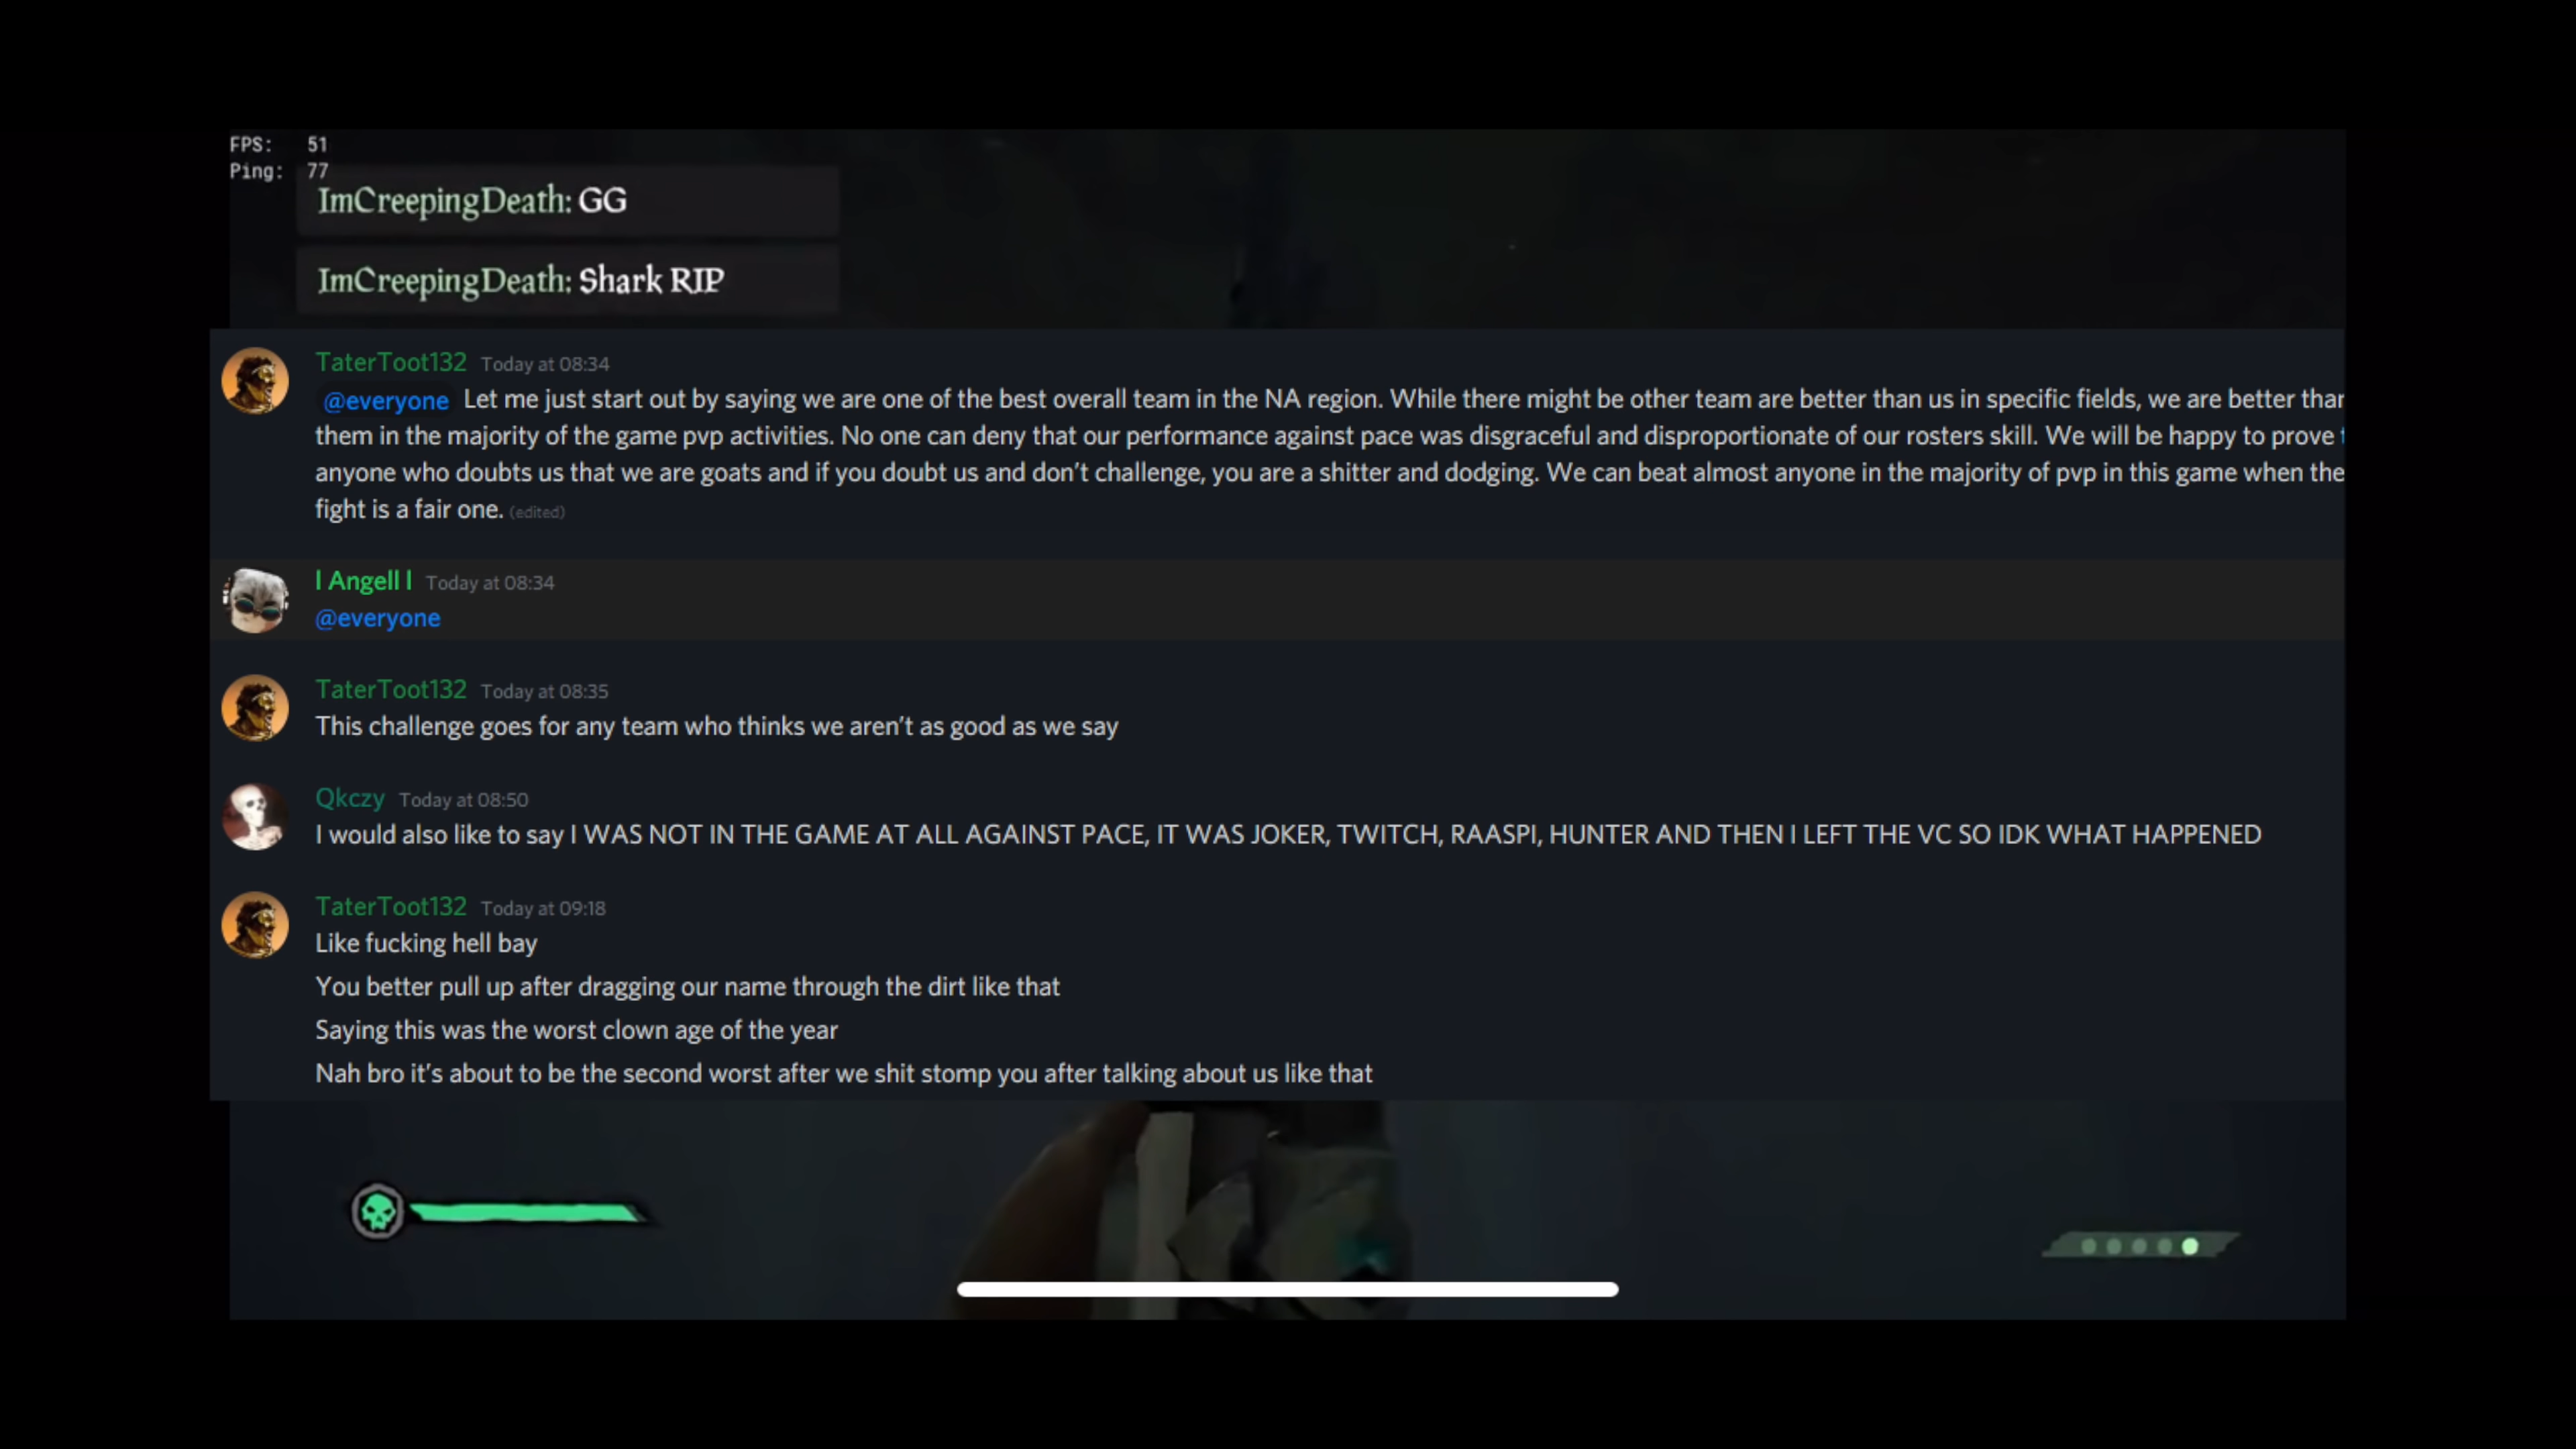 FPS: 51
Ping: 77
ImCreepingDeath: GG
ImCreepingDeath: Shark RIP
TaterToot132 Today at 08:34
@everyone Let me just start out by saying we are one of the best overall team in the NA region. While there might be other team are better than us in specific fields, we are better than
them in the majority of the game pvp activities. No one can deny that our performance against pace was disgraceful and disproportionate of our rosters skill. We will be happy to prove
anyone who doubts us that we are goats and if you doubt us and don't challenge, you are a shitter and dodging. We can beat almost anyone in the majority of pvp in this game when the
fight is a fair one. (edited)
l Angell l Today at 08:34
@everyone
TaterToot132 Today at 08:35
This challenge goes for any team who thinks we aren't as good as we say
Qkczy Today at 08:50
I would also like to say I WAS NOT IN THE GAME AT ALL AGAINST PACE, IT WAS JOKER, TWITCH, RAASPI, HUNTER AND THEN I LEFT THE VC SO IDK WHAT HAPPENED
TaterToot132 Today at 09:18
Like fucking hell bay
You better pull up after dragging our name through the dirt like that
Saying this was the worst clown age of the year
Nah bro it's about to be the second worst after we shit stomp you after talking about us like that